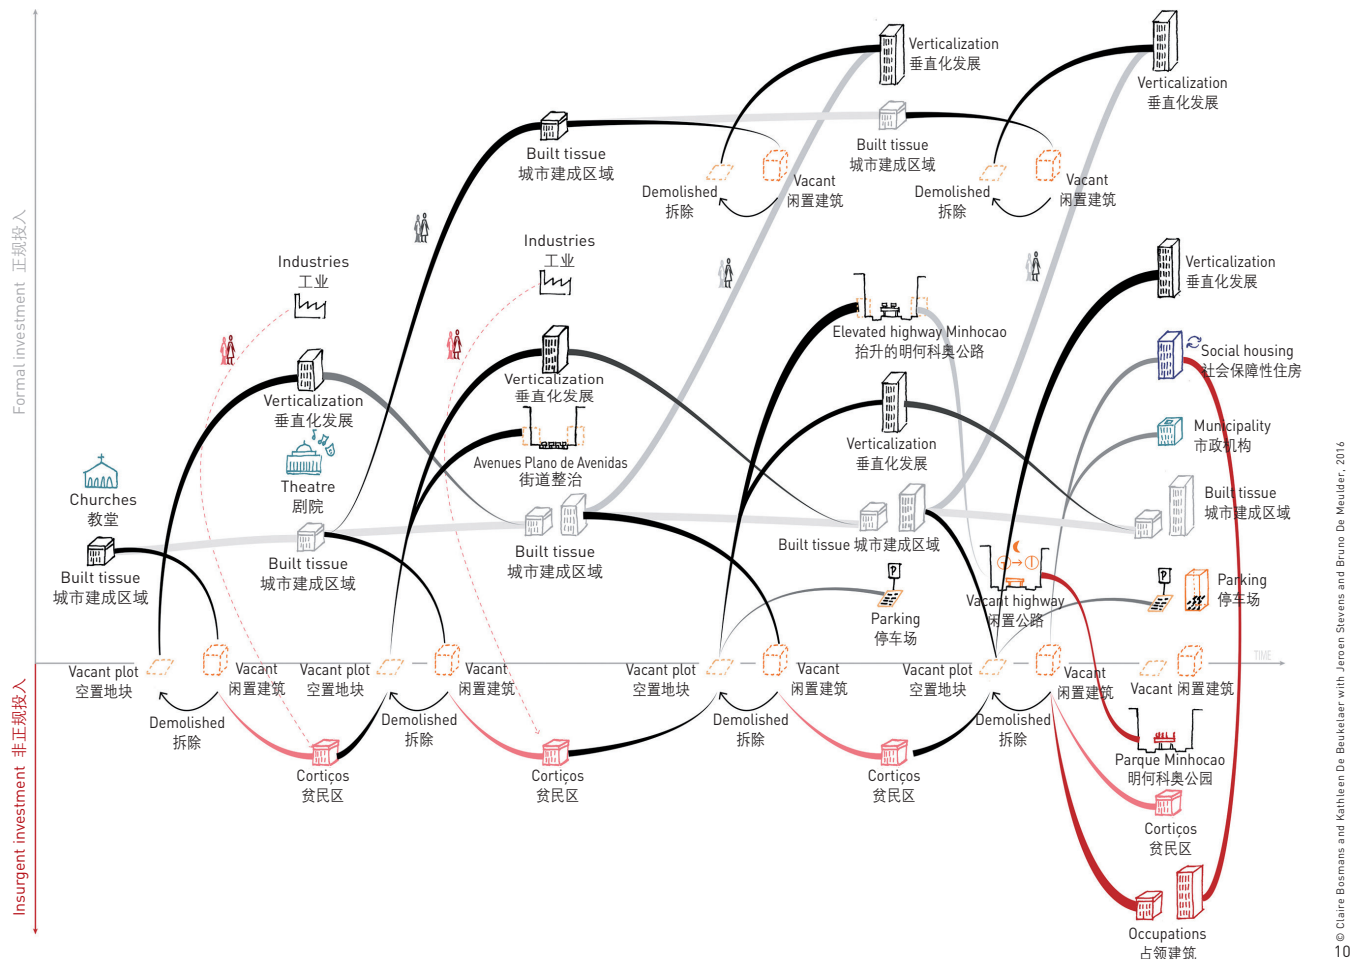 Formal investment 正规投入
Insurgent investment 非正规投入
TIME
Verticalization
垂直化发展
Verticalization
垂直化发展
Built tissue
城市建成区域
Built tissue
城市建成区域
Demolished
拆除
Vacant
闲置建筑
Demolished
拆除
Vacant
闲置建筑
Industries
工业
Industries
工业
Verticalization
垂直化发展
Elevated highway Minhocao
抬升的明何科奥公路
Social housing
社会保障性住房
Verticalization
垂直化发展
Verticalization
垂直化发展
Verticalization
垂直化发展
Municipality
市政机构
Avenues Plano de Avenidas
街道整治
Churches
教堂
Theatre
剧院
Built tissue
城市建成区域
Built tissue
城市建成区域
Built tissue
城市建成区域
Built tissue 城市建成区域
Built tissue
城市建成区域
P
Parking
停车场
Vacant highway
闲置公路
P
Parking
停车场
Vacant plot
空置地块
Vacant
闲置建筑
Vacant plot
空置地块
Vacant
闲置建筑
Vacant plot
空置地块
Vacant
闲置建筑
Vacant plot
空置地块
Vacant
闲置建筑
Vacant 闲置建筑
Demolished
拆除
Demolished
拆除
Demolished
拆除
Demolished
拆除
Cortiços
贫民区
Cortiços
贫民区
Cortiços
贫民区
Parque Minhocao
明何科奥公园
Cortiços
贫民区
Occupations
占领建筑
© Claire Bosmans and Kathleen De Beukelaer with Jeroen Stevens and Bruno De Meulder, 2016
10